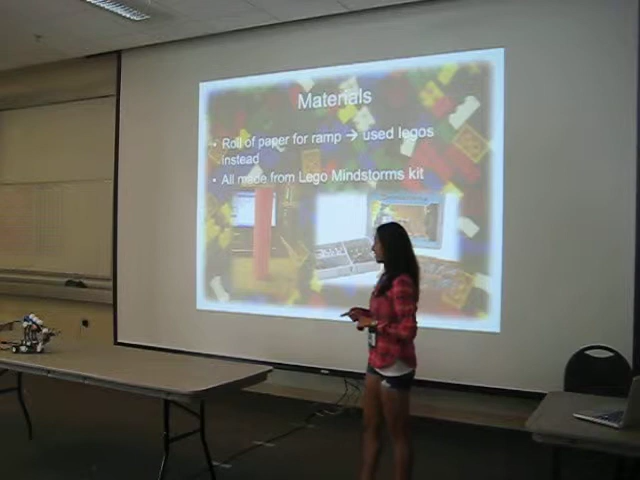 Materials
• Roll of paper for ramp → used legos
instead
• All made from Lego Mindstorms kit